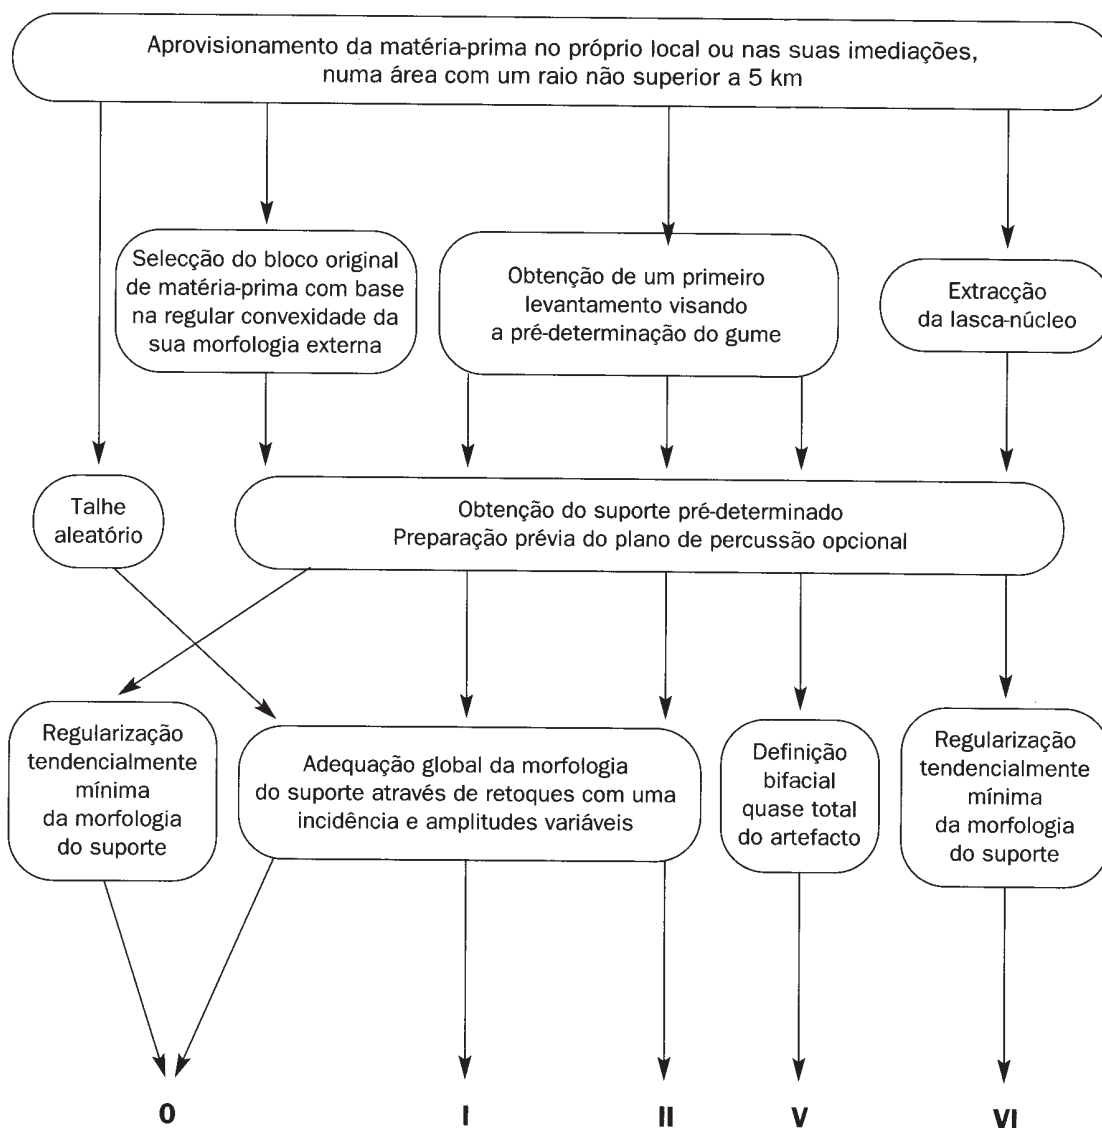 Aprovisionamento da matéria-prima no próprio local ou nas suas imediações,
numa área com um raio não superior a 5 km
Selecção do bloco original
de matéria-prima com base
na regular convexidade da
sua morfologia externa
Obtenção de um primeiro
levantamento visando
a pré-determinação do gume
Extracção
da lasca-núcleo
Talhe
aleatório
Obtenção do suporte pré-determinado
Preparação prévia do plano de percussão opcional
Regularização
tendencialmente
mínima
da morfologia
do suporte
Adequação global da morfologia
do suporte através de retoques com uma
incidência e amplitudes variáveis
Definição
bifacial
quase total
do artefacto
Regularização
tendencialmente
mínima
da morfologia
do suporte
0 I II V VI